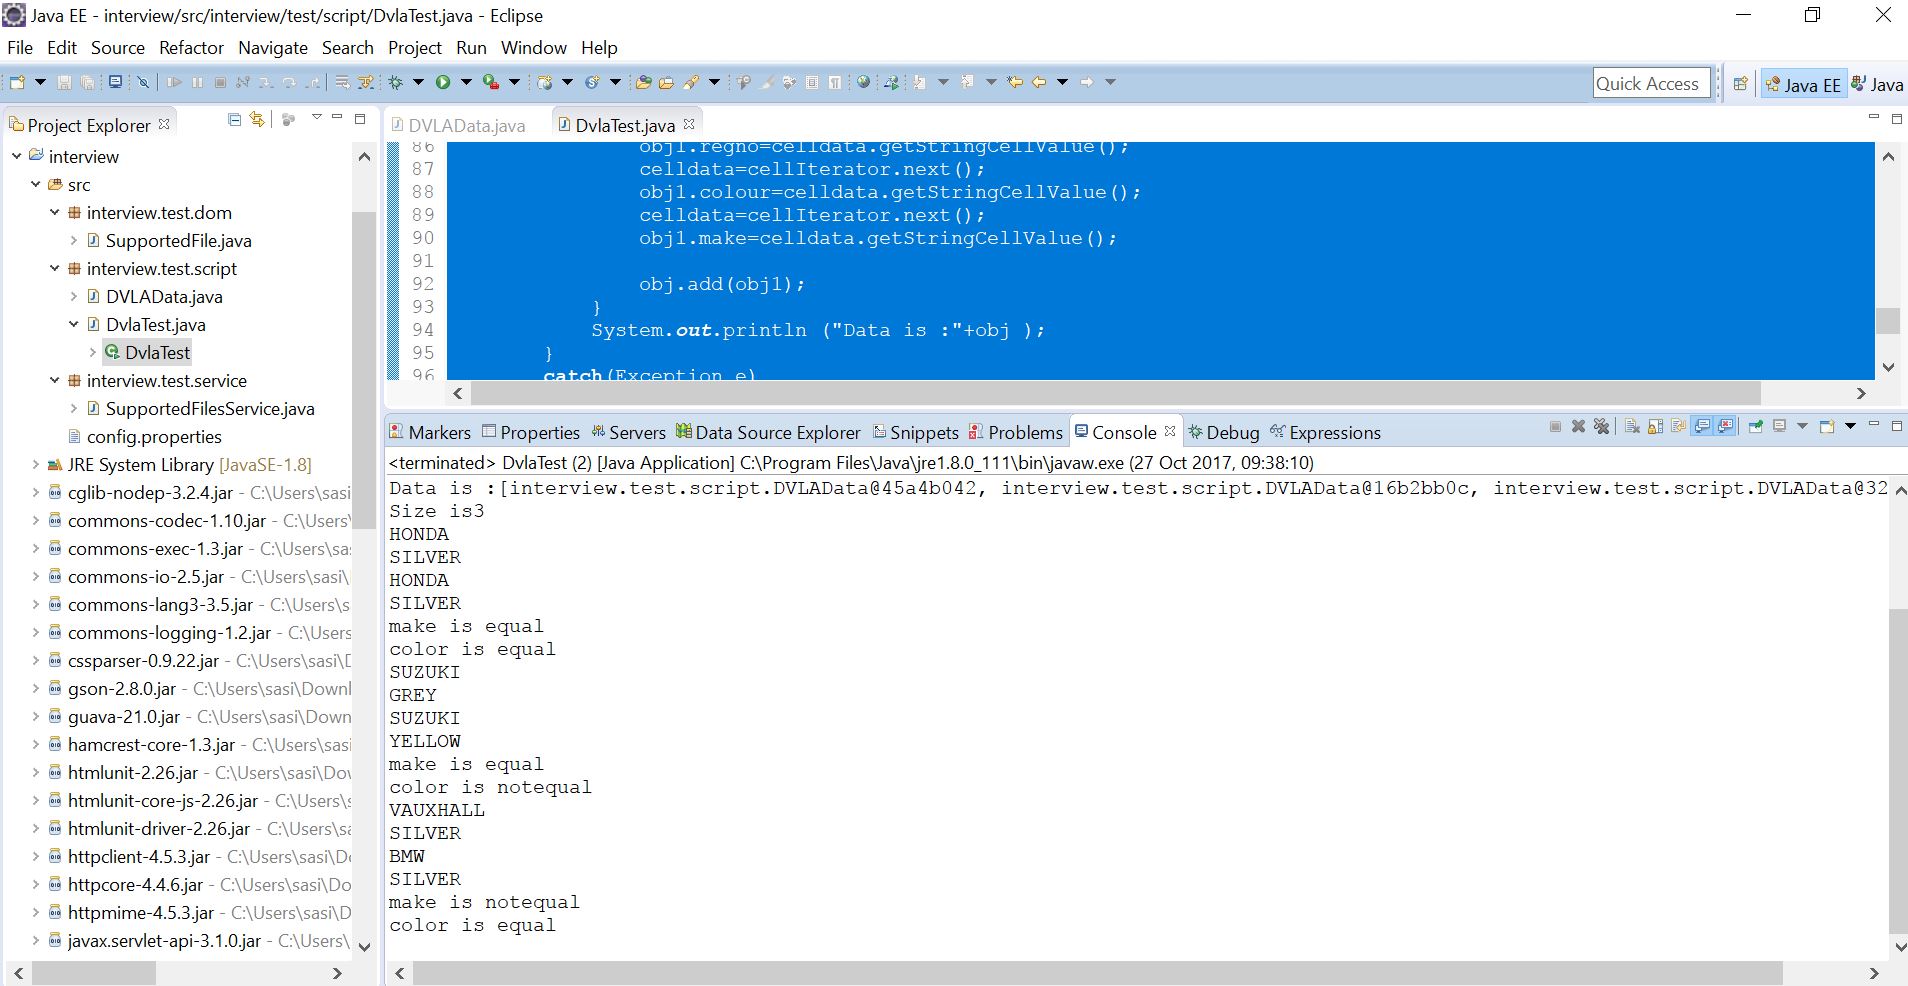 Java EE - interview/src/interview/test/script/DvlaTest.java - Eclipse
File Edit Source Refactor Navigate Search Project Run Window Help
Quick Access
Java EE
Java
Project Explorer
interview
src
interview.test.dom
SupportedFile.java
interview.test.script
DVLAData.java
DvlaTest.java
DvlaTest
interview.test.service
SupportedFilesService.java
config.properties
JRE System Library [JavaSE-1.8]
cglib-nodep-3.2.4.jar - C:\Users\sasi
commons-codec-1.10.jar - C:\Users\
commons-exec-1.3.jar - C:\Users\sa
commons-io-2.5.jar - C:\Users\sasi\
commons-lang3-3.5.jar - C:\Users\s
commons-logging-1.2.jar - C:\Users
cssparser-0.9.22.jar - C:\Users\sasi\D
gson-2.8.0.jar - C:\Users\sasi\Downl
guava-21.0.jar - C:\Users\sasi\Down
hamcrest-core-1.3.jar - C:\Users\sasi
htmlunit-2.26.jar - C:\Users\sasi\Dov
htmlunit-core-js-2.26.jar - C:\Users\s
htmlunit-driver-2.26.jar - C:\Users\sa
httpclient-4.5.3.jar - C:\Users\sasi\Do
httpcore-4.4.6.jar - C:\Users\sasi\Do
httpmime-4.5.3.jar - C:\Users\sasi\D
javax.servlet-api-3.1.0.jar - C:\Users\
DVLAData.java DvlaTest.java
86 obj1.regno=celldata.getStringCellValue();
87 celldata=cellIterator.next();
88 obj1.colour=celldata.getStringCellValue();
89 celldata=cellIterator.next();
90 obj1.make=celldata.getStringCellValue();
91
92 obj.add(obj1);
93 }
94 System.out.println ("Data is :"+obj );
95 }
96 catch(Exception e)
Markers Properties Servers Data Source Explorer Snippets Problems Console Debug Expressions
<terminated> DvlaTest (2) [Java Application] C:\Program Files\Java\jre1.8.0_111\bin\javaw.exe (27 Oct 2017, 09:38:10)
Data is :[interview.test.script.DVLAData@45a4b042, interview.test.script.DVLAData@16b2bb0c, interview.test.script.DVLAData@32
Size is3
HONDA
SILVER
HONDA
SILVER
make is equal
color is equal
SUZUKI
GREY
SUZUKI
YELLOW
make is equal
color is notequal
VAUXHALL
SILVER
BMW
SILVER
make is notequal
color is equal